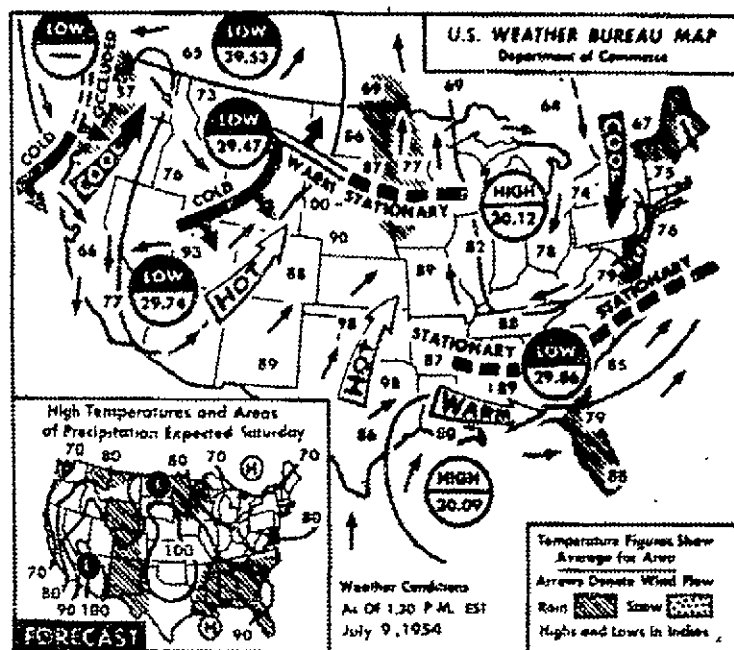 U.S. WEATHER BUREAU MAP
Department of Commerce
LOW
LOW
29.53
65
OCCLUDED
57
73
69
69
68
COOL
67
LOW
29.47
86
COLD
COOL
87
77
WARM
STATIONARY
76
COLD
100
HIGH
30.12
74
75
76
66
93
90
82
78
79
LOW
29.74
77
HOT
88
89
88
STATIONARY
98
HOT
STATIONARY
87
89
LOW
29.86
85
89
98
WARM
79
86
80
88
HIGH
30.09
High Temperatures and Areas
of Precipitation Expected Saturday
70
80
80
70
H
70
80
L
100
L
70
80
90
100
H
90
FORECAST
Weather Conditions
As OF 1:30 P.M. EST
July 9, 1954
Temperature Figures Show
Average for Area
Arrows Denote Wind Flow
Rain
Snow
Highs and Lows in Inches